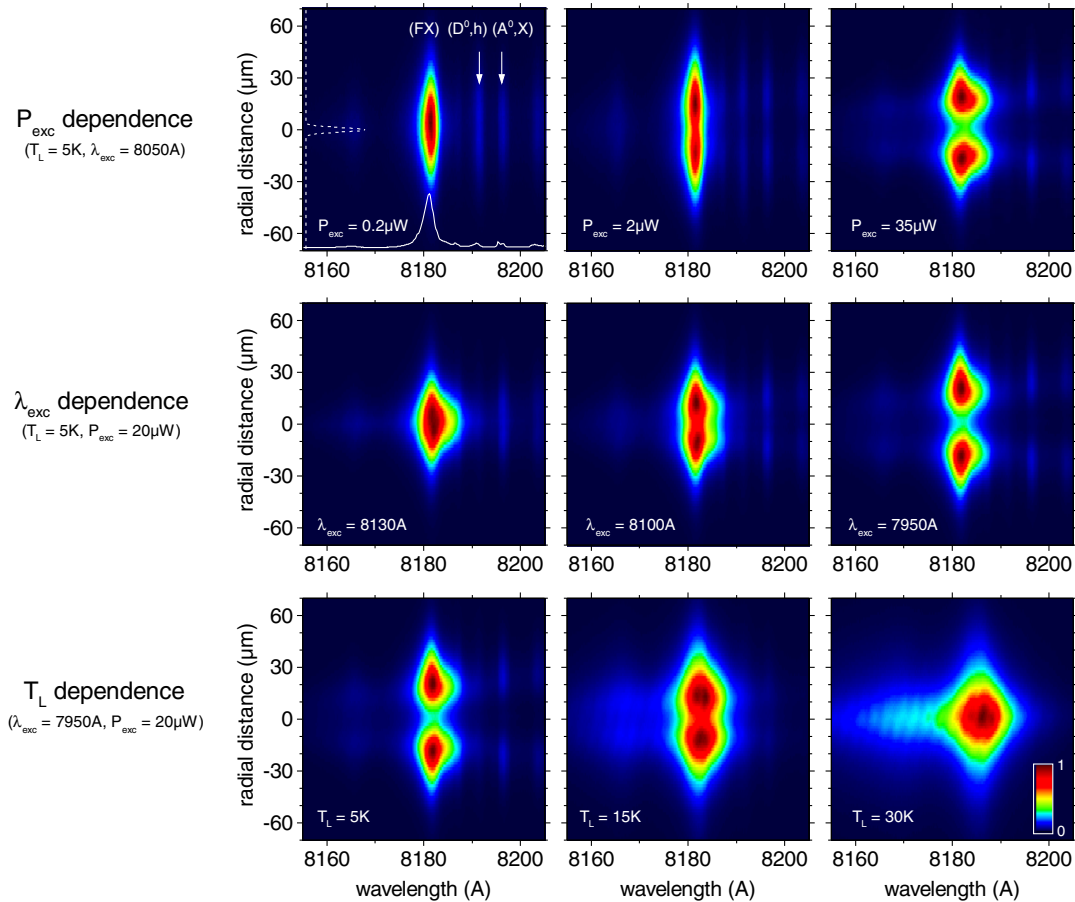 (FX) (D⁰,h) (A⁰,X)
P_exc dependence
(T_L = 5K, λ_exc = 8050A)
radial distance (µm)
60
30
0
-30
-60
P_exc = 0.2µW
P_exc = 2µW
P_exc = 35µW
8160 8180 8200
8160 8180 8200
8160 8180 8200
λ_exc dependence
(T_L = 5K, P_exc = 20µW)
radial distance (µm)
60
30
0
-30
-60
λ_exc = 8130A
λ_exc = 8100A
λ_exc = 7950A
8160 8180 8200
8160 8180 8200
8160 8180 8200
T_L dependence
(λ_exc = 7950A, P_exc = 20µW)
radial distance (µm)
60
30
0
-30
-60
T_L = 5K
T_L = 15K
T_L = 30K
1
0
8160 8180 8200
8160 8180 8200
8160 8180 8200
wavelength (A)
wavelength (A)
wavelength (A)